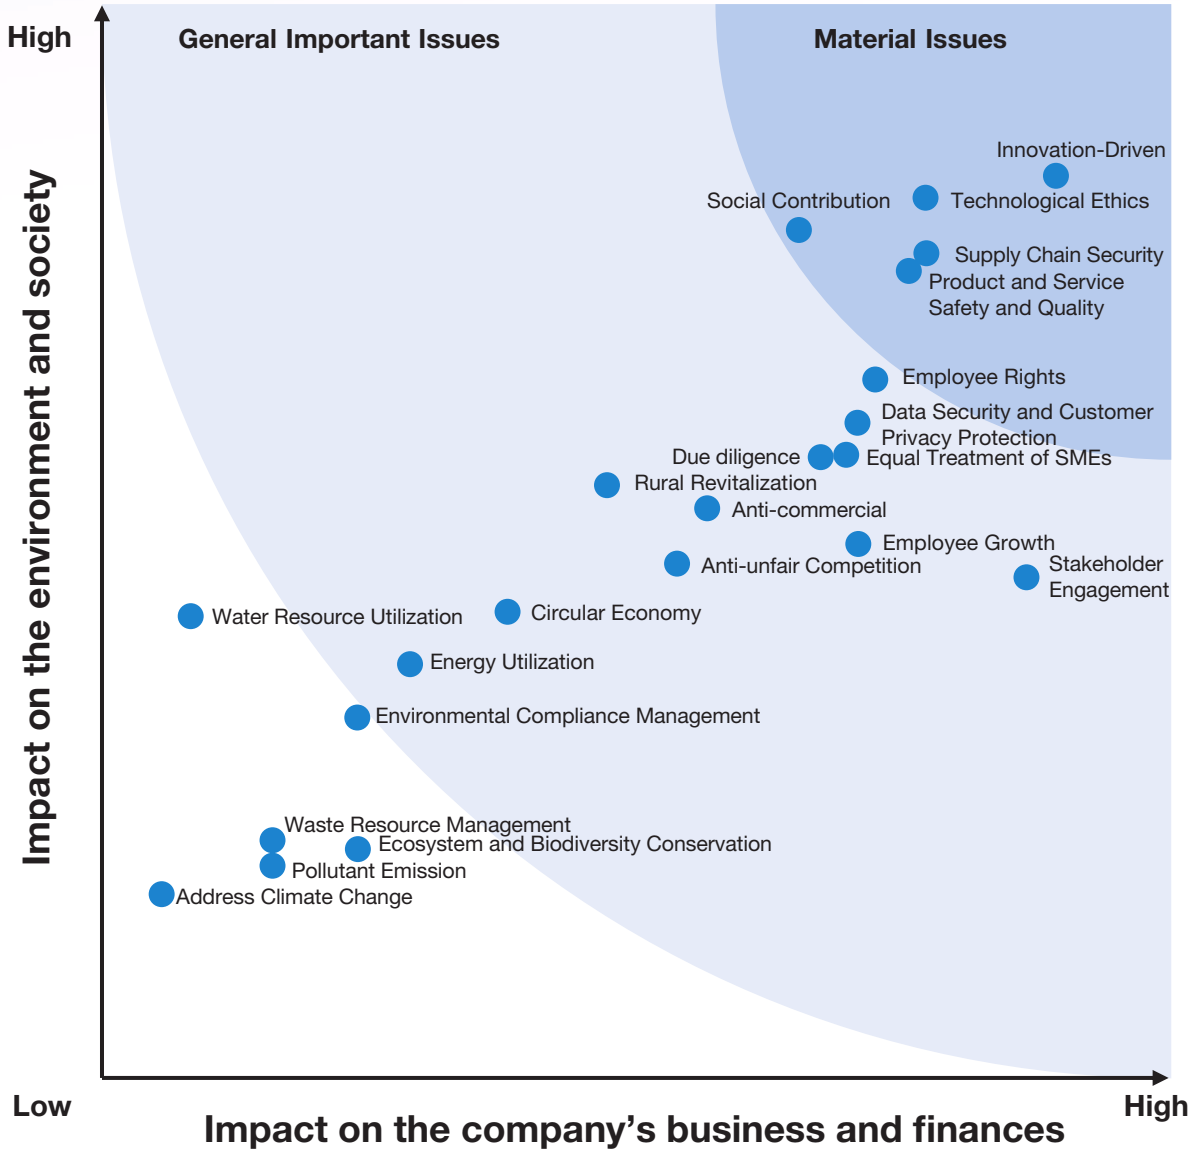 High
General Important Issues
Material Issues
Innovation-Driven
Social Contribution
Technological Ethics
Supply Chain Security
Product and Service
Safety and Quality
Employee Rights
Data Security and Customer
Privacy Protection
Due diligence
Equal Treatment of SMEs
Rural Revitalization
Anti-commercial
Employee Growth
Anti-unfair Competition
Stakeholder
Engagement
Water Resource Utilization
Circular Economy
Energy Utilization
Environmental Compliance Management
Waste Resource Management
Ecosystem and Biodiversity Conservation
Pollutant Emission
Address Climate Change
Impact on the environment and society
Low
High
Impact on the company’s business and finances